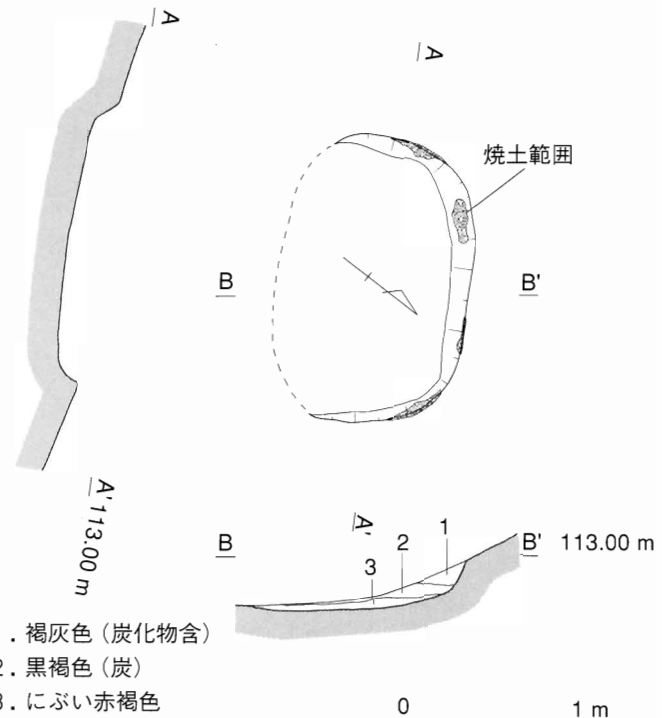 A
A
焼土範囲
B
B'
A' 113.00 m
A'
B
B' 113.00 m
1
2
3
. 褐灰色（炭化物含）
2. 黒褐色（炭）
3. にぶい赤褐色
0 1 m